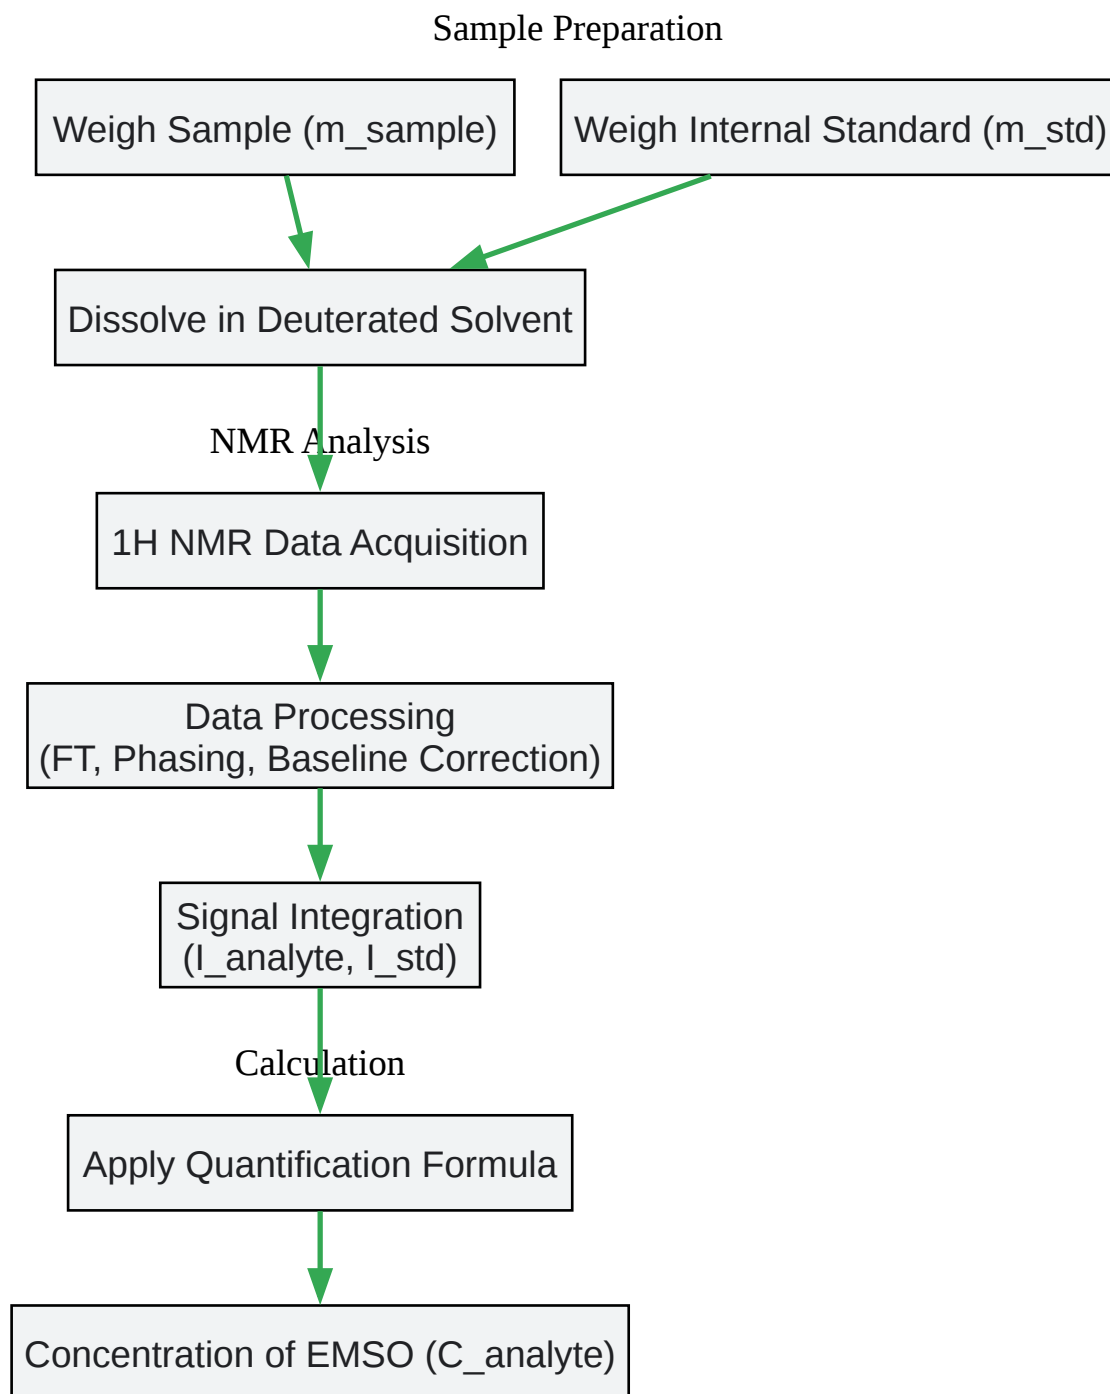 Sample Preparation
Weigh Sample (m_sample)
Weigh Internal Standard (m_std)
Dissolve in Deuterated Solvent
NMR Analysis
1H NMR Data Acquisition
Data Processing
(FT, Phasing, Baseline Correction)
Signal Integration
(I_analyte, I_std)
Calculation
Apply Quantification Formula
Concentration of EMSO (C_analyte)